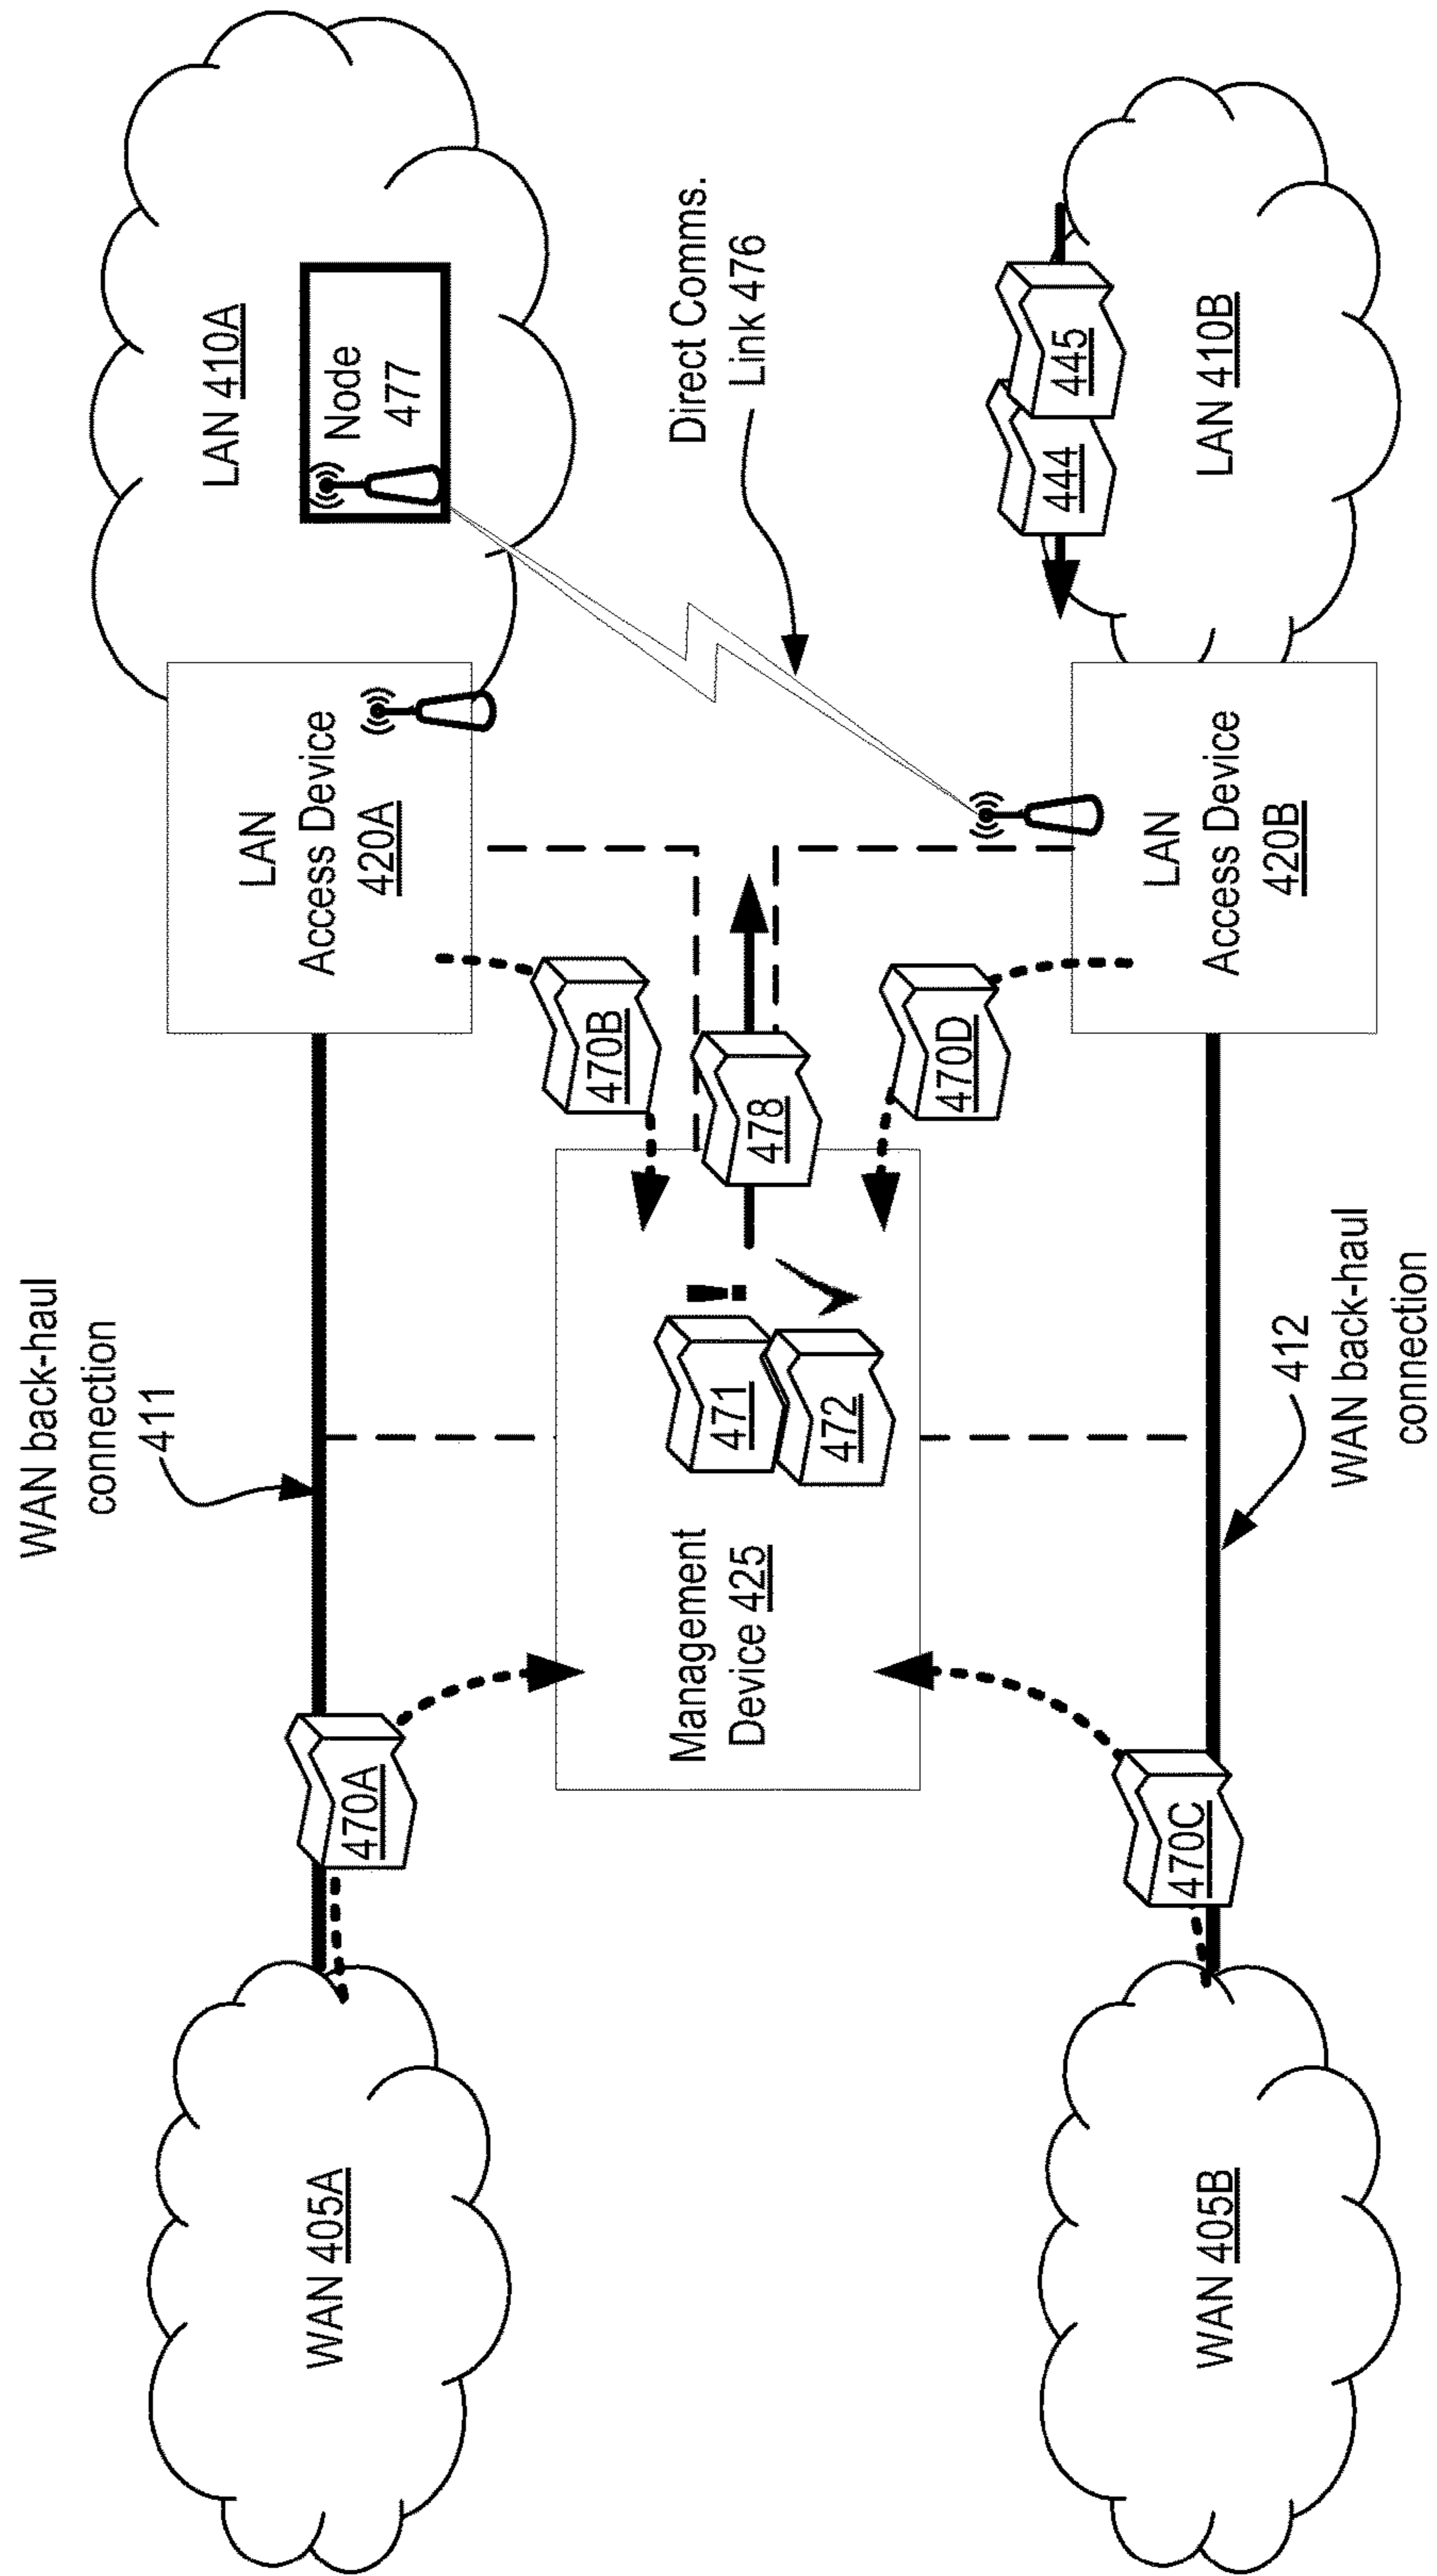 WAN back-haul
connection
411
WAN 405A
470A
LAN
Access Device
420A
LAN 410A
Node
477
470B
Management
Device 425
471
!
472
478
470D
Direct Comms.
Link 476
WAN 405B
470C
LAN
Access Device
420B
444
445
LAN 410B
412
WAN back-haul
connection